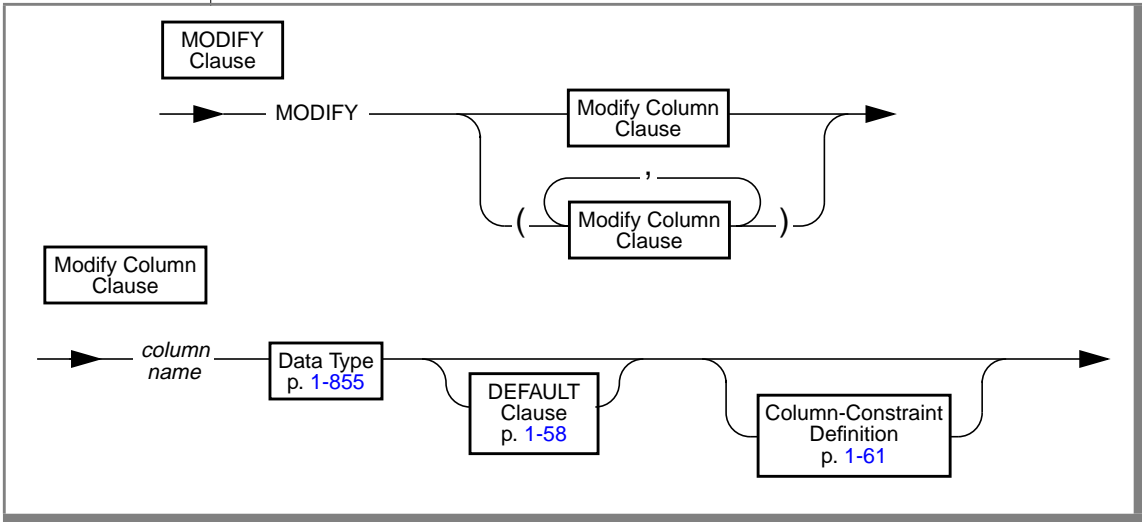 MODIFY
Clause
MODIFY
Modify Column
Clause
,
(
Modify Column
Clause
)
Modify Column
Clause
column
name
Data Type
p. 1-855
DEFAULT
Clause
p. 1-58
Column-Constraint
Definition
p. 1-61